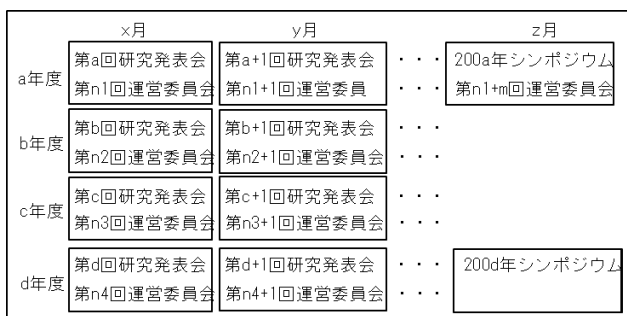 x月 y月 z月
a年度 第a回研究発表会 第a+1回研究発表会 ・・・ 200a年シンポジウム
第n1回運営委員会 第n1+1回運営委員 ・・・ 第n1+m回運営委員会
b年度 第b回研究発表会 第b+1回研究発表会 ・・・
第n2回運営委員会 第n2+1回運営委員会 ・・・
c年度 第c回研究発表会 第c+1回研究発表会 ・・・
第n3回運営委員会 第n3+1回運営委員会 ・・・
d年度 第d回研究発表会 第d+1回研究発表会 ・・・ 200d年シンポジウム
第n4回運営委員会 第n4+1回運営委員会 ・・・